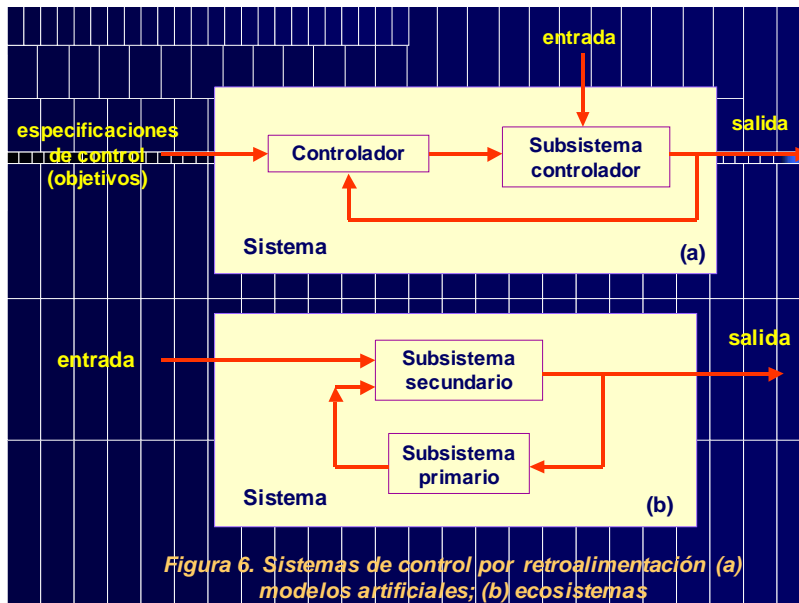 entrada
especificaciones
de control
(objetivos)
Controlador
Subsistema
controlador
salida
Sistema
(a)
entrada
Subsistema
secundario
salida
Subsistema
primario
Sistema
(b)
Figura 6. Sistemas de control por retroalimentación (a)
modelos artificiales; (b) ecosistemas